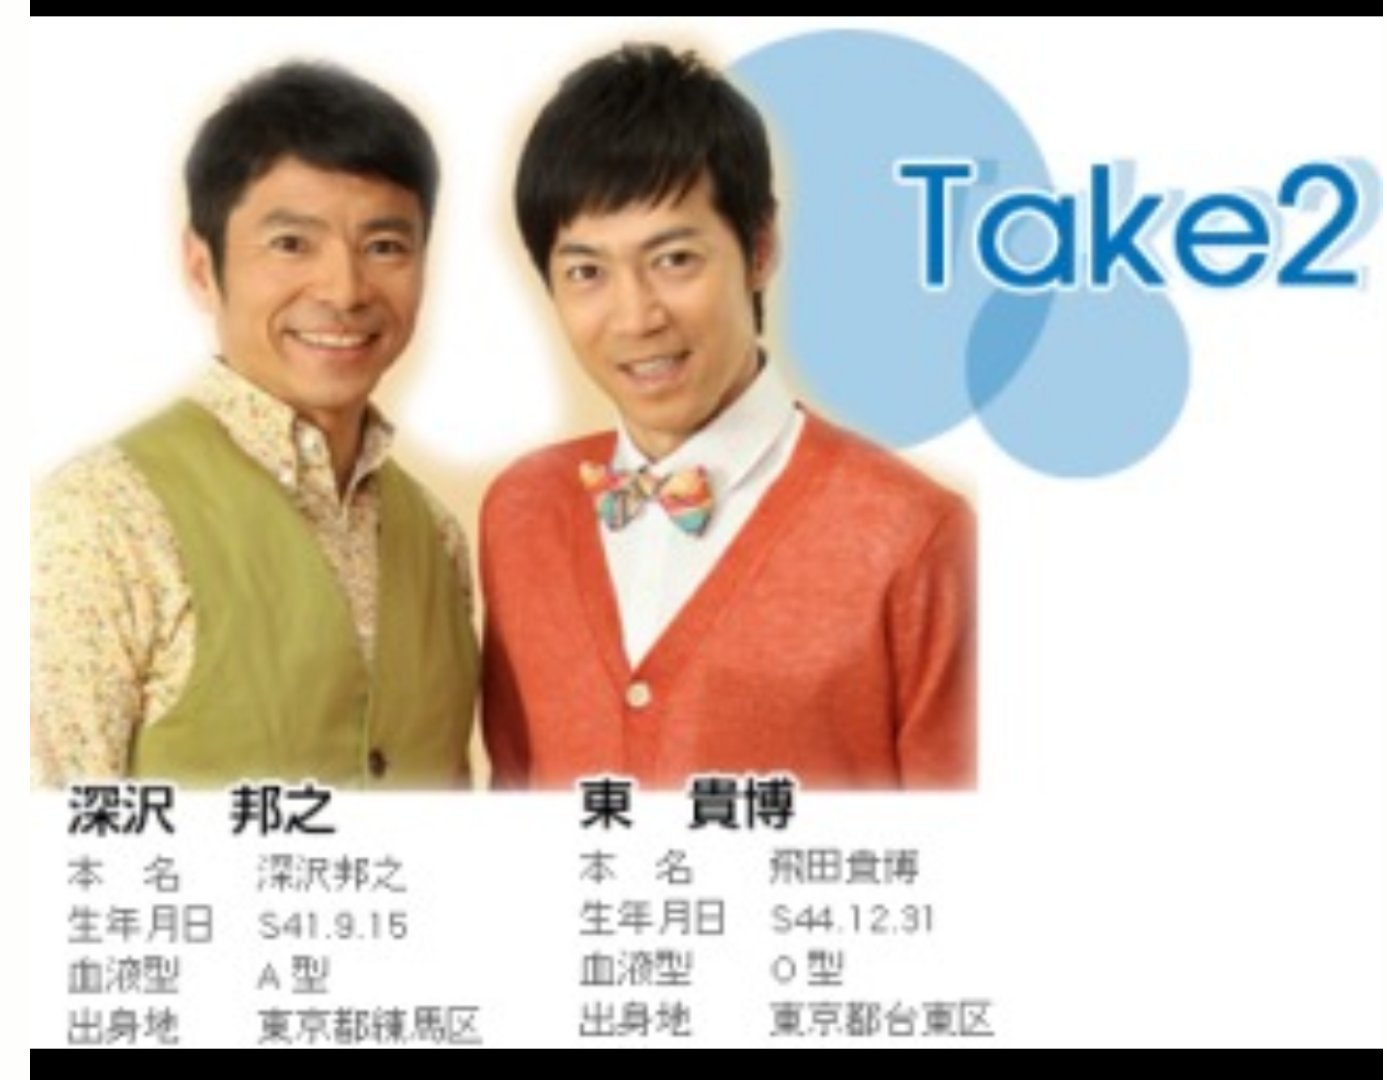 Take2
深沢　邦之
本　名　深沢邦之
生年月日　S41.9.15
血液型　A 型
出身地　東京都練馬区
東　貴博
本　名　飛田貴博
生年月日　S44.12.31
血液型　O 型
出身地　東京都台東区